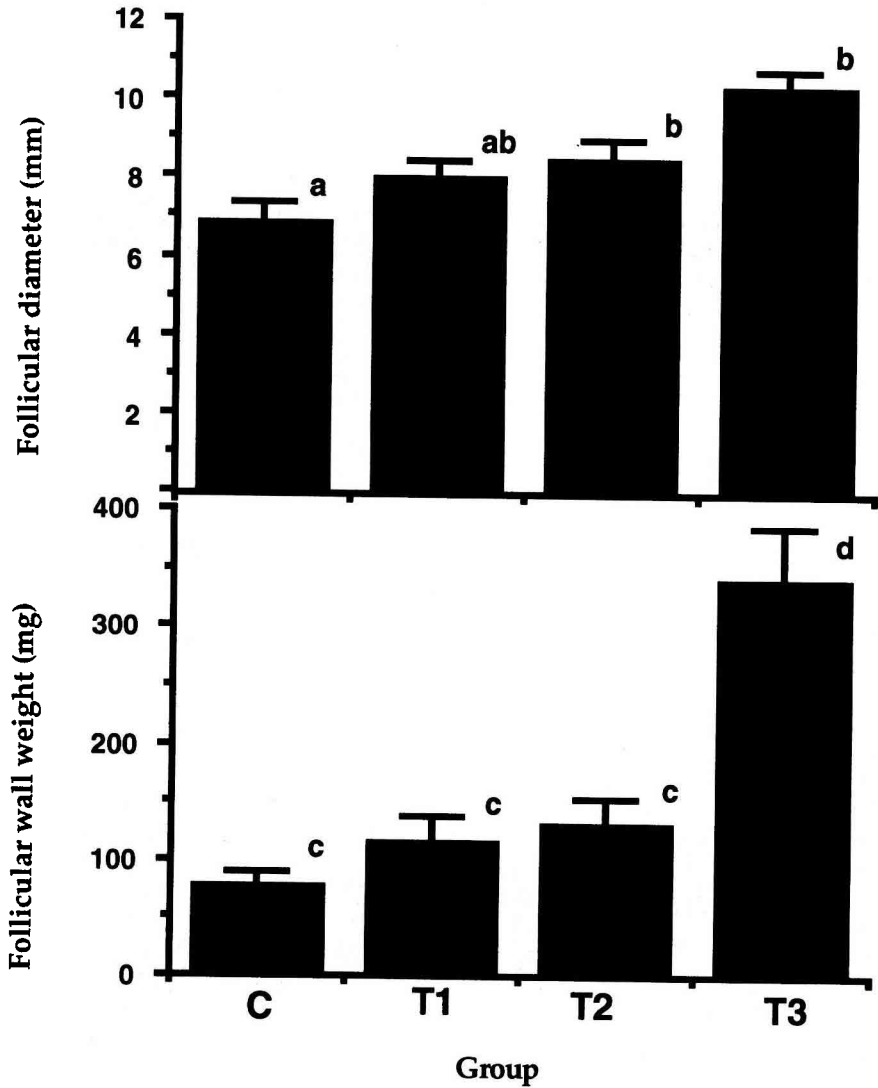 Follicular diameter (mm)
12
10
8
6
4
2
a
ab
b
b
Follicular wall weight (mg)
400
300
200
100
0
c
c
c
d
C T1 T2 T3
Group